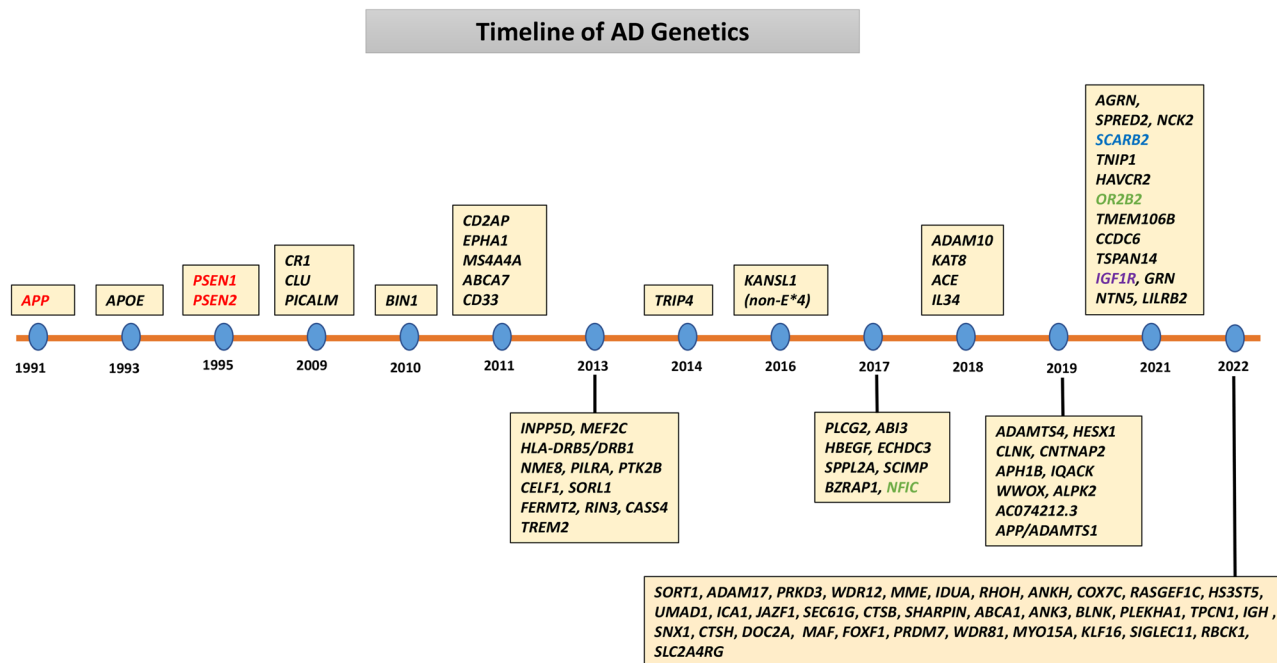 Timeline of AD Genetics
APP
APOE
PSEN1
PSEN2
CR1
CLU
PICALM
BIN1
CD2AP
EPHA1
MS4A4A
ABCA7
CD33
TRIP4
KANSL1
(non-E*4)
ADAM10
KAT8
ACE
IL34
AGRN,
SPRED2, NCK2
SCARB2
TNIP1
HAVCR2
OR2B2
TMEM106B
CCDC6
TSPAN14
IGF1R, GRN
NTN5, LILRB2
1991
1993
1995
2009
2010
2011
2013
2014
2016
2017
2018
2019
2021
2022
INPP5D, MEF2C
HLA-DRB5/DRB1
NME8, PILRA, PTK2B
CELF1, SORL1
FERMT2, RIN3, CASS4
TREM2
PLCG2, ABI3
HBEGF, ECHDC3
SPPL2A, SCIMP
BZRAP1, NFIC
ADAMTS4, HESX1
CLNK, CNTNAP2
APH1B, IQACK
WWOX, ALPK2
AC074212.3
APP/ADAMTS1
SORT1, ADAM17, PRKD3, WDR12, MME, IDUA, RHOH, ANKH, COX7C, RASGEF1C, HS3ST5,
UMAD1, ICA1, JAZF1, SEC61G, CTSB, SHARPIN, ABCA1, ANK3, BLNK, PLEKHA1, TPCN1, IGH ,
SNX1, CTSH, DOC2A, MAF, FOXF1, PRDM7, WDR81, MYO15A, KLF16, SIGLEC11, RBCK1,
SLC2A4RG